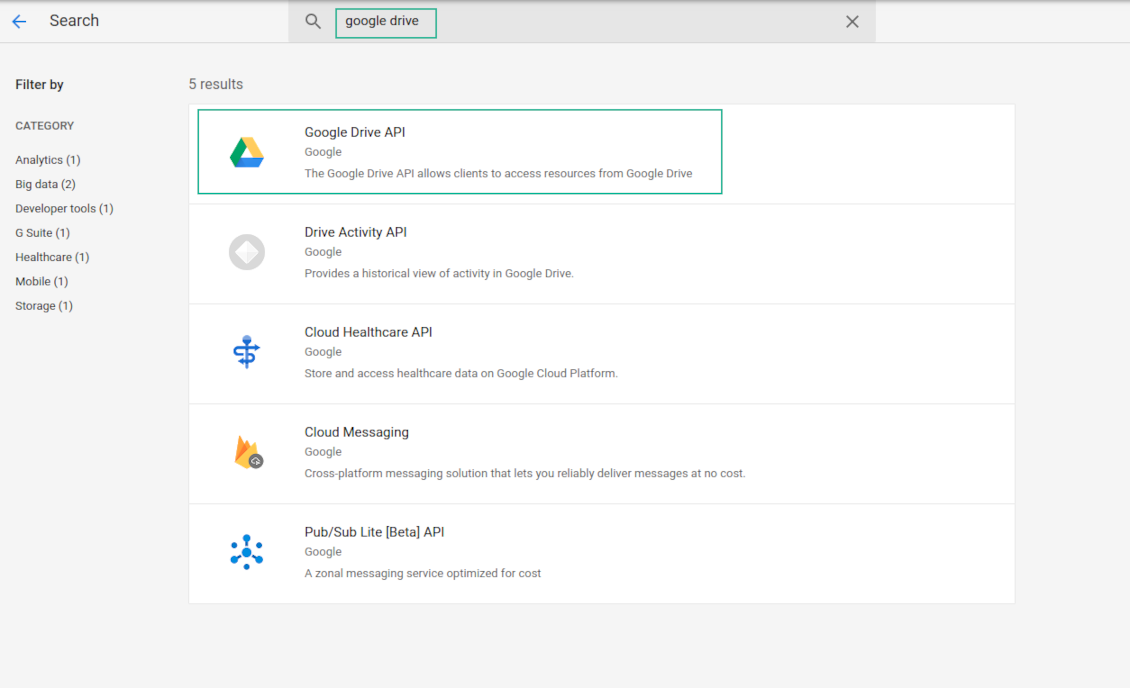 Search
google drive
Filter by
CATEGORY
Analytics (1)
Big data (2)
Developer tools (1)
G Suite (1)
Healthcare (1)
Mobile (1)
Storage (1)
5 results
Google Drive API
Google
The Google Drive API allows clients to access resources from Google Drive
Drive Activity API
Google
Provides a historical view of activity in Google Drive.
Cloud Healthcare API
Google
Store and access healthcare data on Google Cloud Platform.
Cloud Messaging
Google
Cross-platform messaging solution that lets you reliably deliver messages at no cost.
Pub/Sub Lite [Beta] API
Google
A zonal messaging service optimized for cost